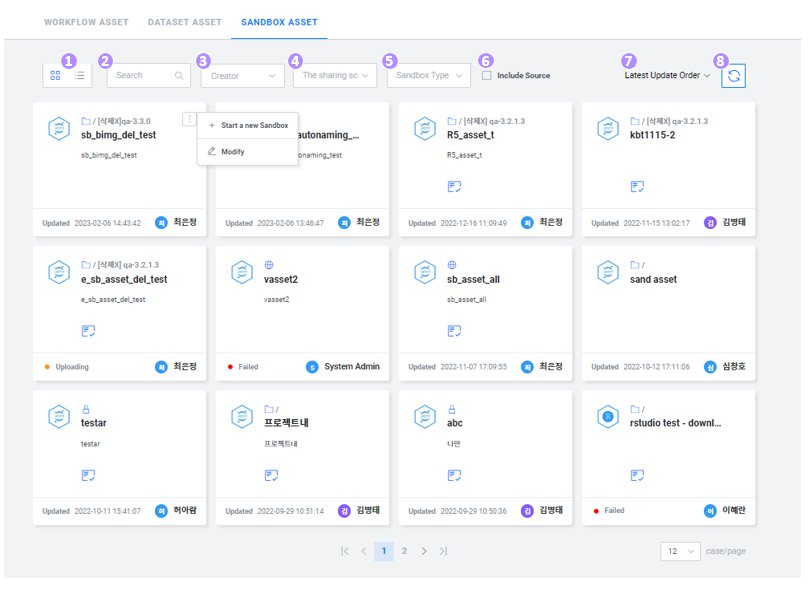 WORKFLOW ASSET DATASET ASSET SANDBOX ASSET
1 2 3 4 5 6 7 8
Search Creator The sharing sc Sandbox Type Include Source Latest Update Order
/ [삭제X]qa-3.3.0
sb_bimg_del_test
sb_bimg_del_test
Updated 2023-02-06 14:43:42 최 최은정
+ Start a new Sandbox
Modify
autonaming_...
onaming_test
Updated 2023-02-06 13:46:47 최 최은정
/ [삭제X] qa-3.2.1.3
R5_asset_t
R5_asset_t
Updated 2022-12-16 11:09:49 최 최은정
/ [삭제X] qa-3.2.1.3
kbt1115-2
Updated 2022-11-15 13:02:17 김 김병태
/ [삭제X] qa-3.2.1.3
e_sb_asset_del_test
e_sb_asset_del_test
Uploading 최 최은정
vasset2
vasset2
Failed S System Admin
sb_asset_all
sb_asset_all
Updated 2022-11-07 17:09:55 최 최은정
/
sand asset
Updated 2022-10-12 17:11:06 심 심창호
testar
testar
Updated 2022-10-11 15:41:07 허 허아람
/
프로젝트내
프로젝트내
Updated 2022-09-29 10:51:14 김 김병태
abc
나만
Updated 2022-09-29 10:50:36 김 김병태
R
/
rstudio test - downl...
Failed 이 이혜란
1 2
12 case/page